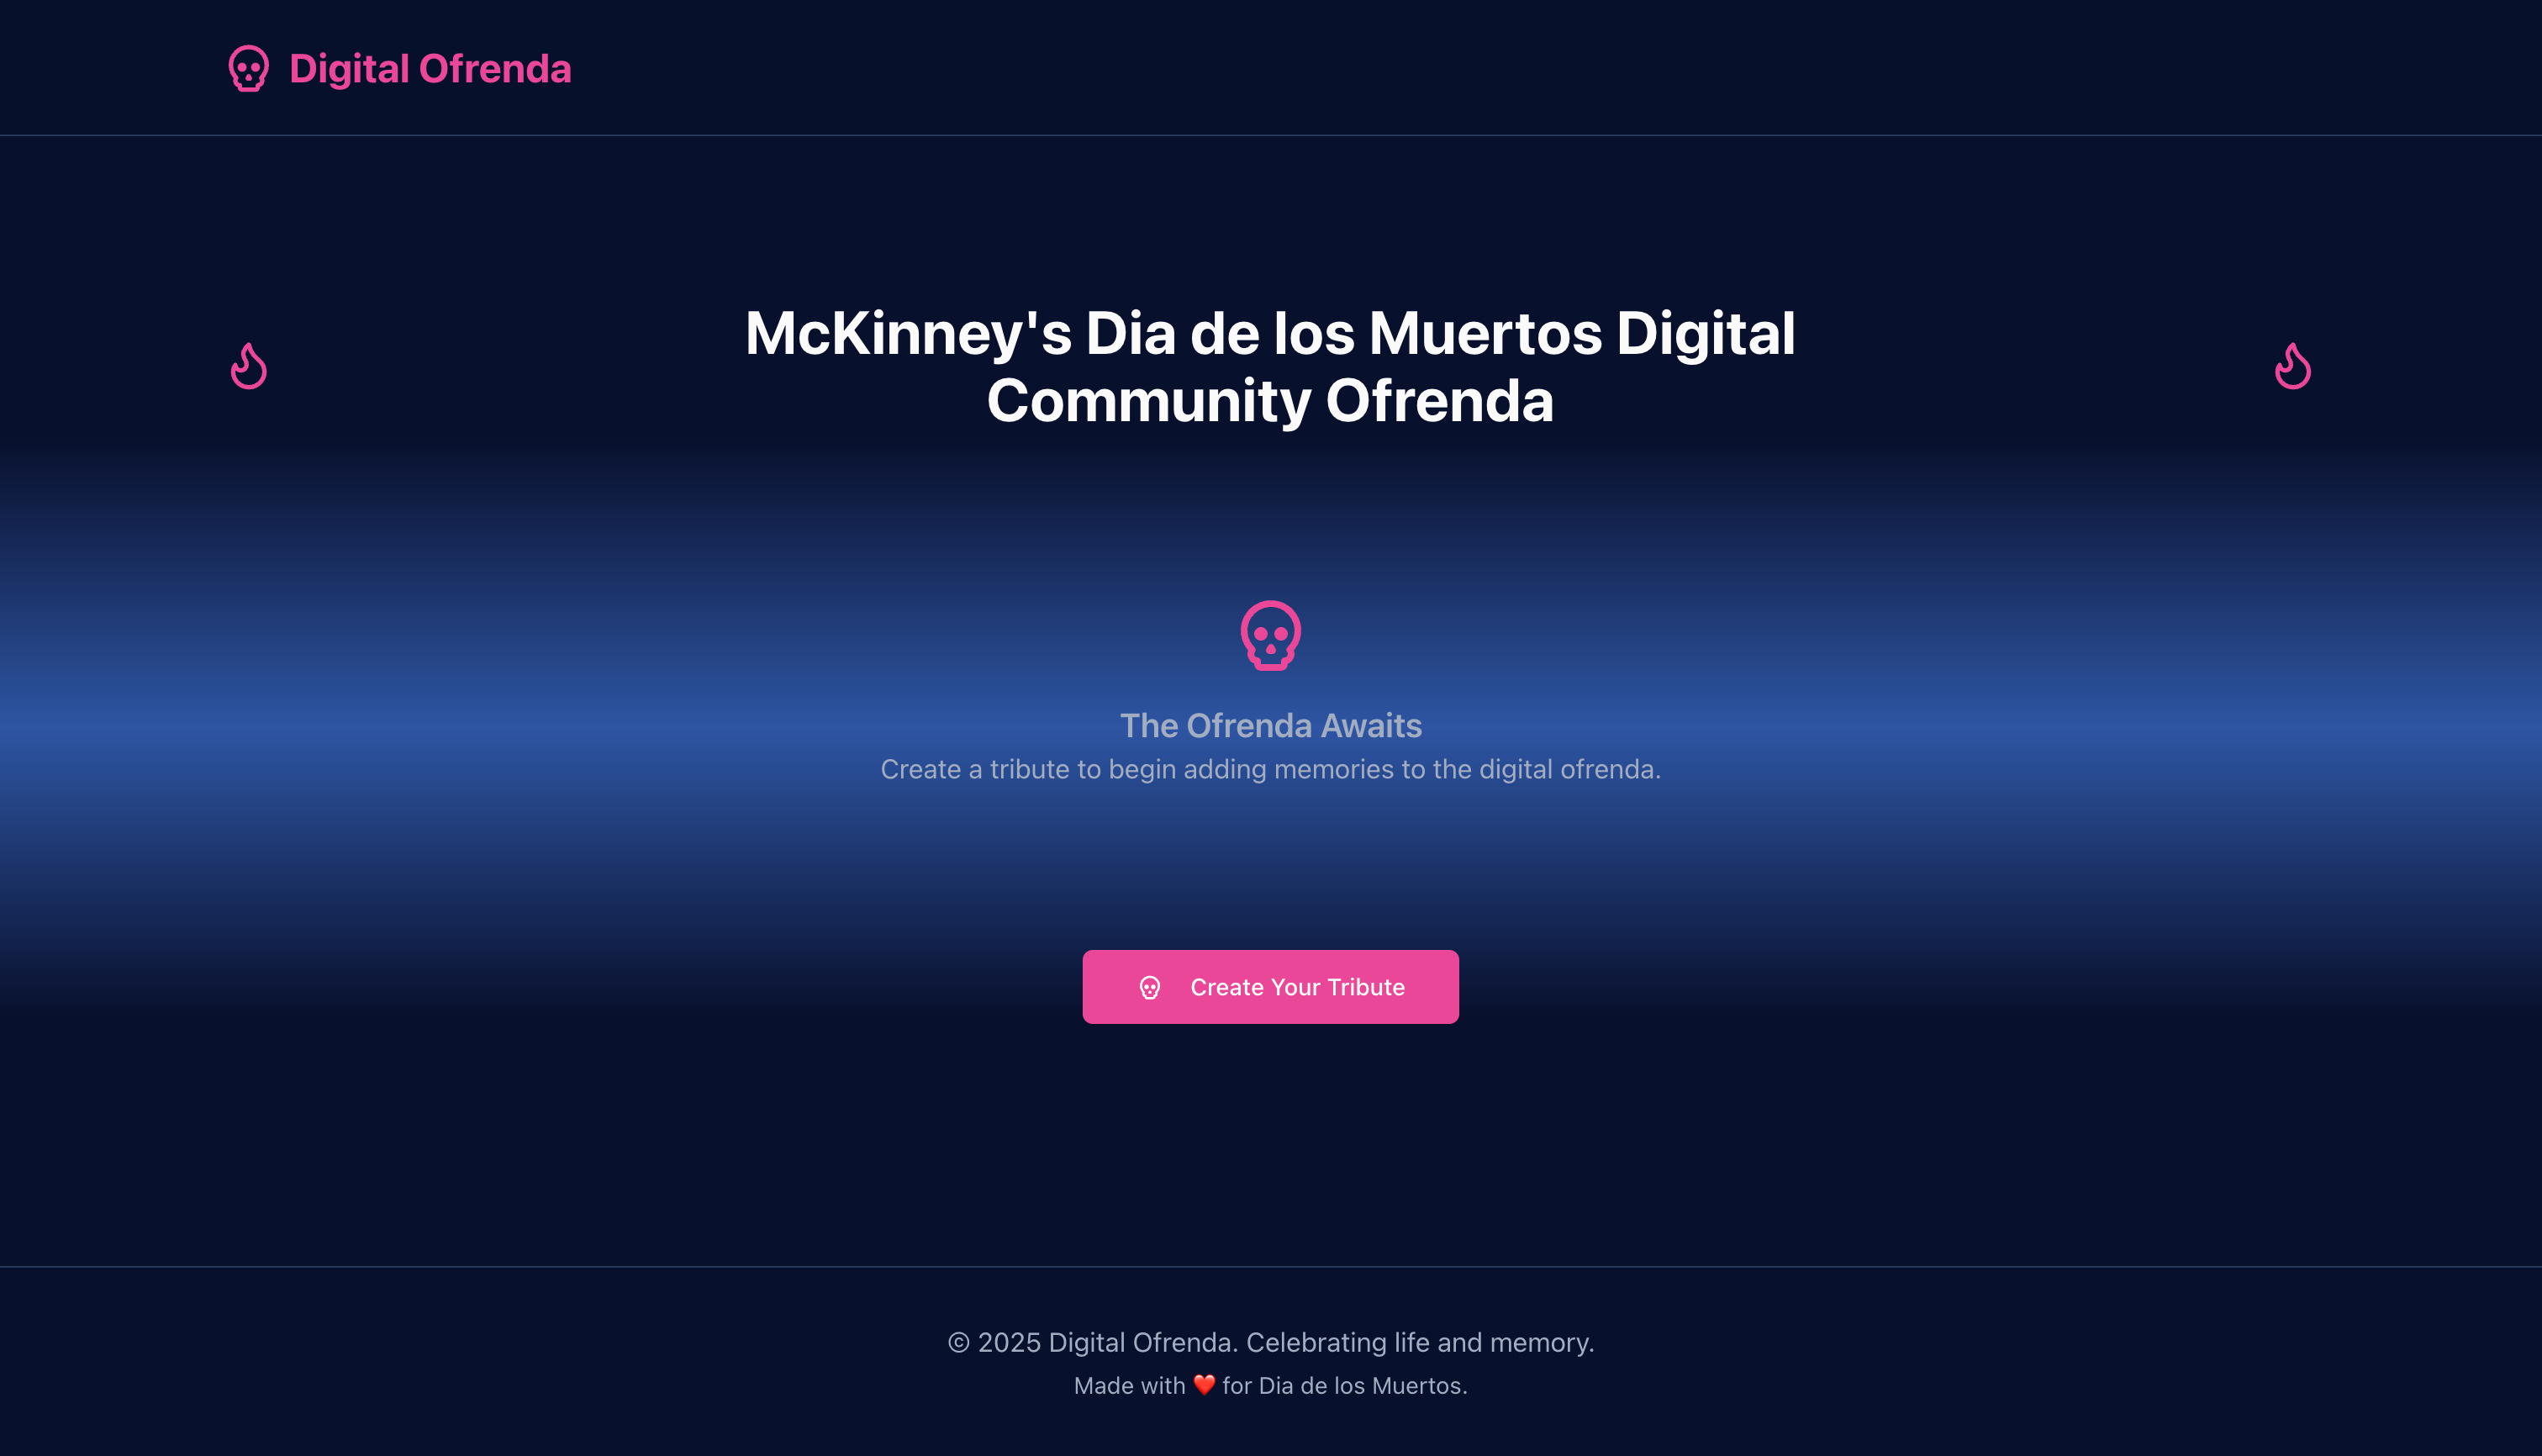 Digital Ofrenda
McKinney's Dia de los Muertos Digital
Community Ofrenda
The Ofrenda Awaits
Create a tribute to begin adding memories to the digital ofrenda.
Create Your Tribute
© 2025 Digital Ofrenda. Celebrating life and memory.
Made with ❤️ for Dia de los Muertos.